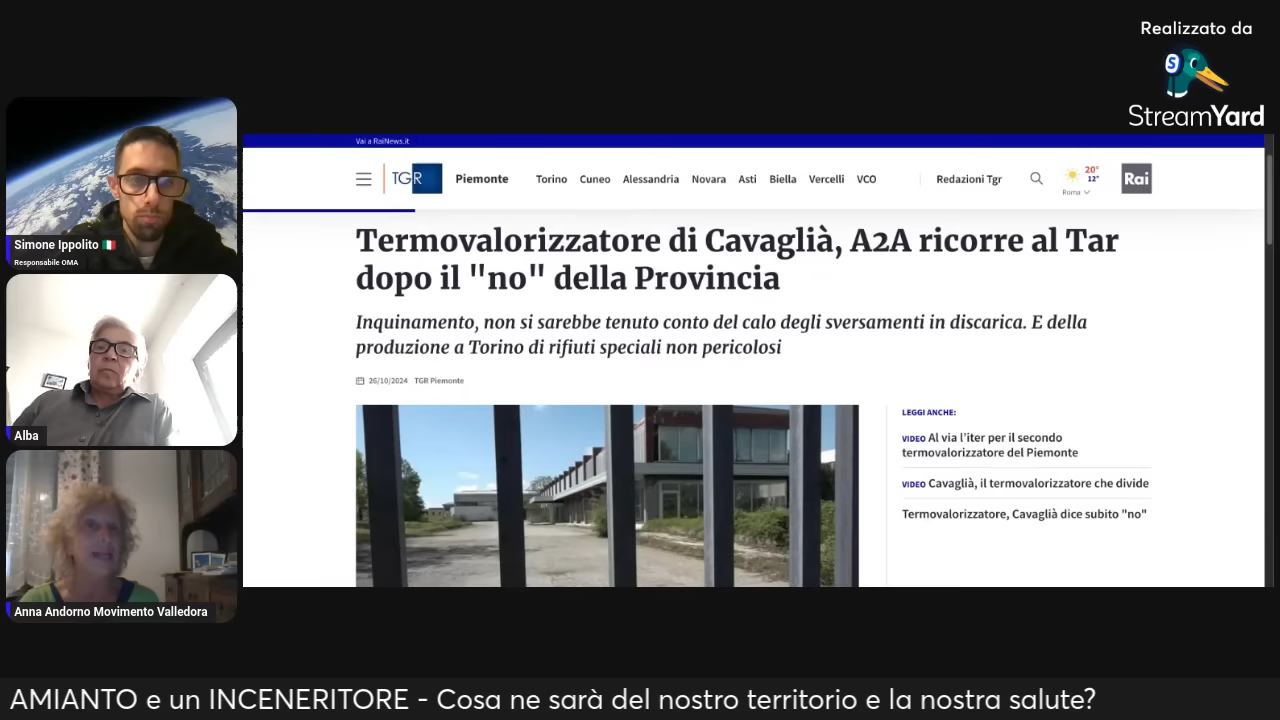 Realizzato da
StreamYard
Simone Ippolito
Responsabile OMA
Alba
Anna Andorno Movimento Valledora
Vai a RaiNews.it
TGR
Piemonte
Torino
Cuneo
Alessandria
Novara
Asti
Biella
Vercelli
VCO
Redazioni Tgr
20°
12°
Roma
Rai
Termovalorizzatore di Cavaglià, A2A ricorre al Tar
dopo il "no" della Provincia
Inquinamento, non si sarebbe tenuto conto del calo degli sversamenti in discarica. E della
produzione a Torino di rifiuti speciali non pericolosi
26/10/2024 TGR Piemonte
LEGGI ANCHE:
VIDEO Al via l'iter per il secondo
termovalorizzatore del Piemonte
VIDEO Cavaglià, il termovalorizzatore che divide
Termovalorizzatore, Cavaglià dice subito "no"
AMIANTO e un INCENERITORE - Cosa ne sarà del nostro territorio e la nostra salute?